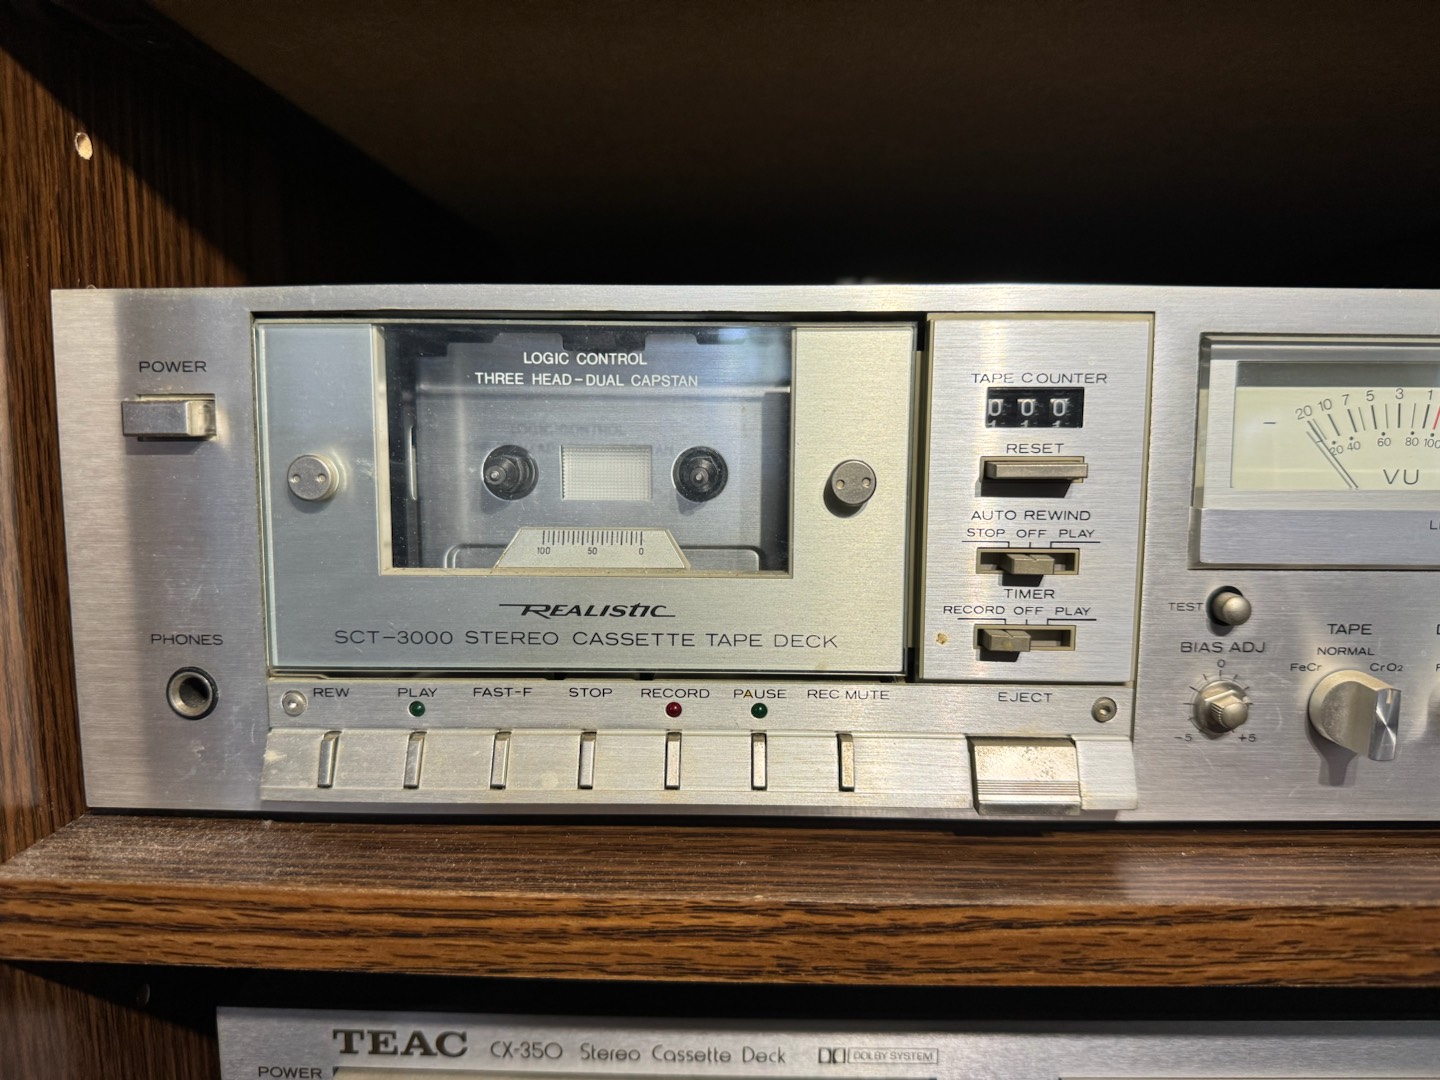 POWER
PHONES
LOGIC CONTROL
THREE HEAD-DUAL CAPSTAN
100 50 0
REALISTIC
SCT-3000 STEREO CASSETTE TAPE DECK
REW PLAY FAST-F STOP RECORD PAUSE REC MUTE EJECT
TAPE COUNTER
0 0 0
RESET
AUTO REWIND
STOP OFF PLAY
TIMER
RECORD OFF PLAY
- 20 10 7 5 3 1
20 40 60 80 100
VU
TEST
BIAS ADJ
0
-5 +5
TAPE
NORMAL
FeCr CrO2
TEAC CX-350 Stereo Cassette Deck DOLBY SYSTEM
POWER